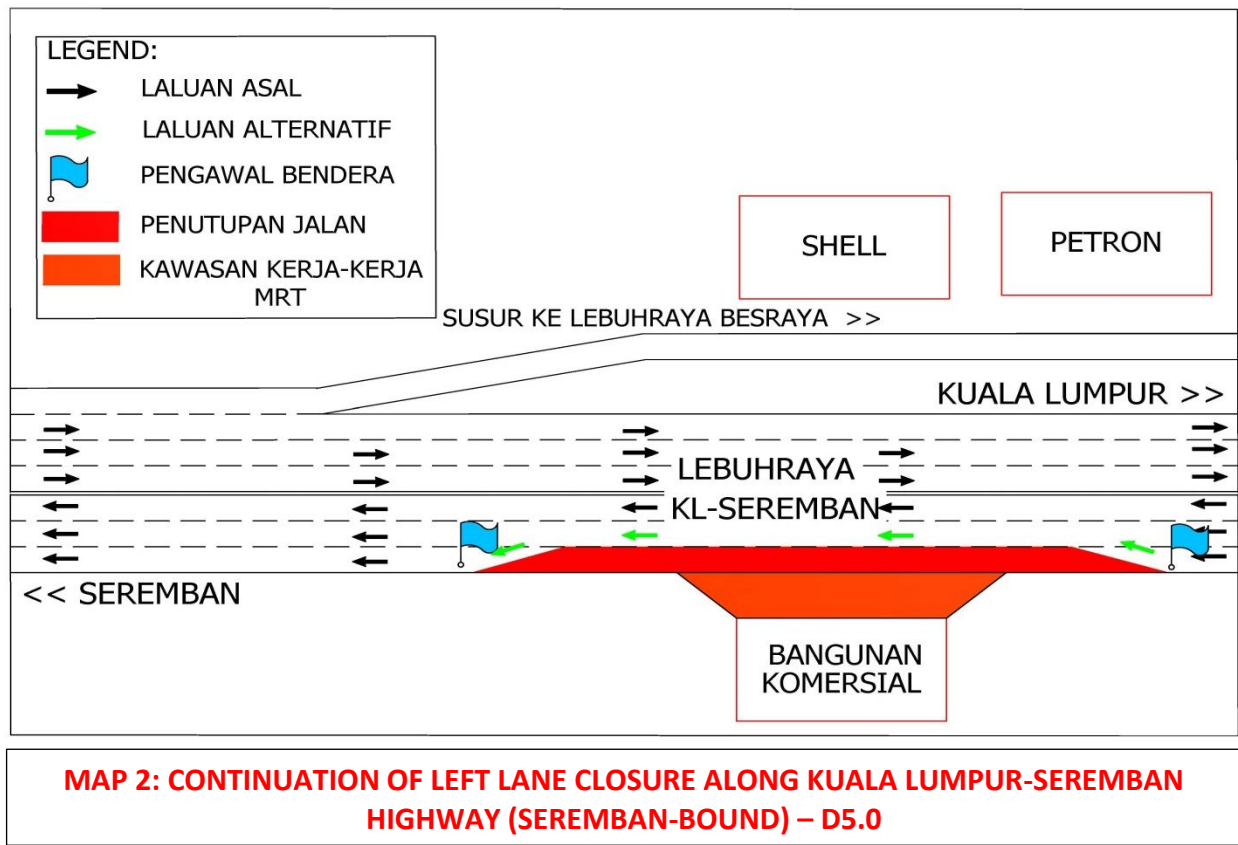 LEGEND:
LALUAN ASAL
LALUAN ALTERNATIF
PENGAWAL BENDERA
PENUTUPAN JALAN
KAWASAN KERJA-KERJA
MRT
SHELL
PETRON
SUSUR KE LEBUHRAYA BESRAYA >>
KUALA LUMPUR >>
LEBUHRAYA
KL-SEREMBAN
<< SEREMBAN
BANGUNAN
KOMERSIAL
MAP 2: CONTINUATION OF LEFT LANE CLOSURE ALONG KUALA LUMPUR-SEREMBAN
HIGHWAY (SEREMBAN-BOUND) – D5.0